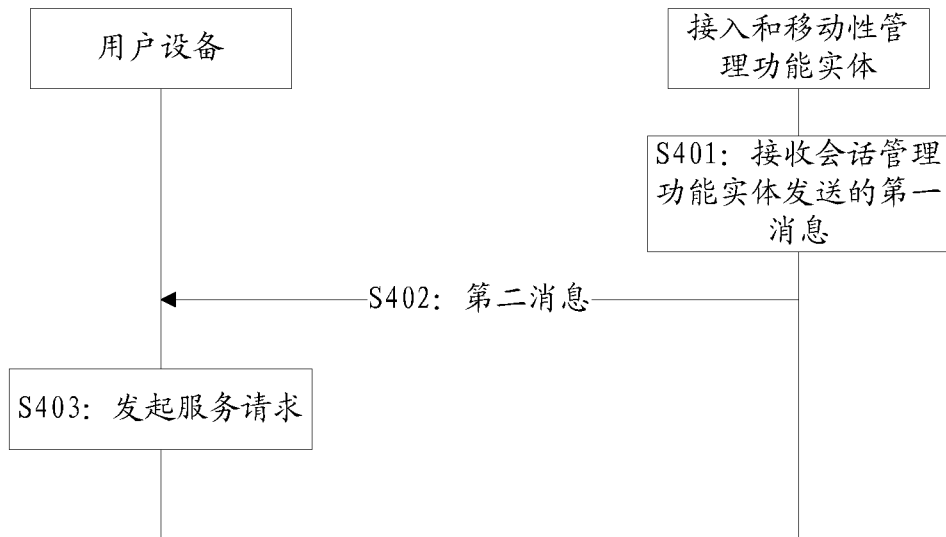 用户设备
接入和移动性管
理功能实体
S401：接收会话管理
功能实体发送的第一
消息
S402：第二消息
S403：发起服务请求